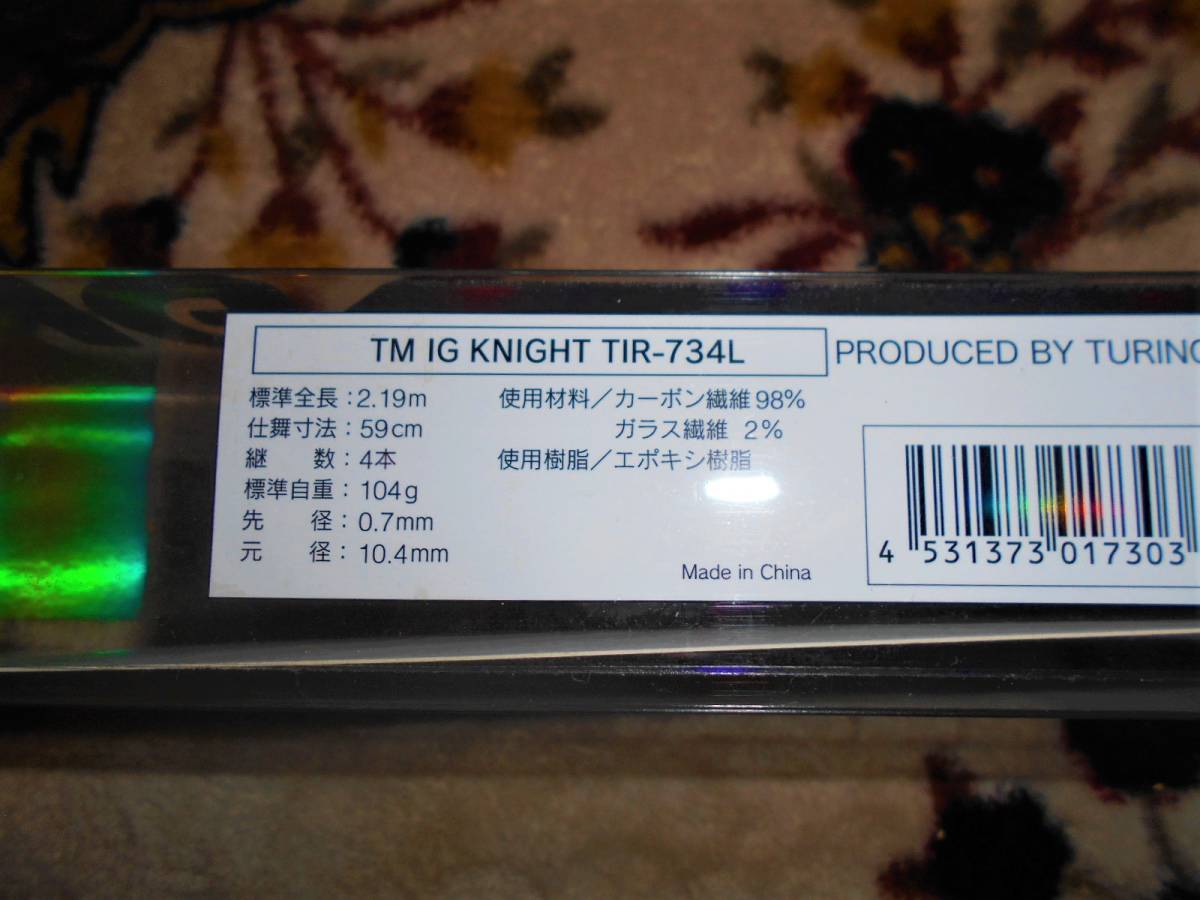 TM IG KNIGHT TIR-734L
PRODUCED BY TURING
標準全長:2.19m
仕舞寸法:59cm
継 数:4本
標準自重:104g
先 径:0.7mm
元 径:10.4mm
使用材料/カーボン繊維98%
ガラス繊維 2%
使用樹脂/エポキシ樹脂
Made in China
4 531373 017303